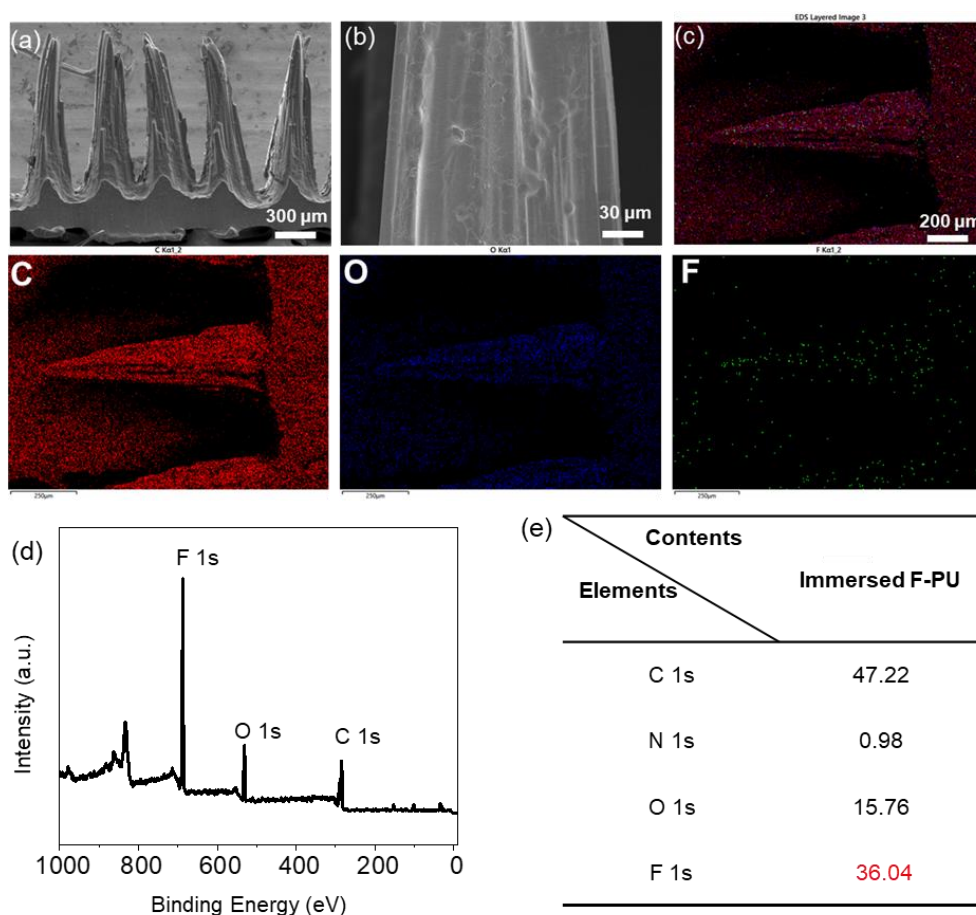 EDS Layered Image 3
(a)
(b)
(c)
300 μm
30 μm
200 μm
C Kα1_2
O Kα1
F Kα1_2
C
O
F
250μm
250μm
250μm
(d)
F 1s
O 1s
C 1s
Intensity (a.u.)
1000 800 600 400 200 0
Binding Energy (eV)
(e)
Contents
Elements
Immersed F-PU
C 1s 47.22
N 1s 0.98
O 1s 15.76
F 1s 36.04